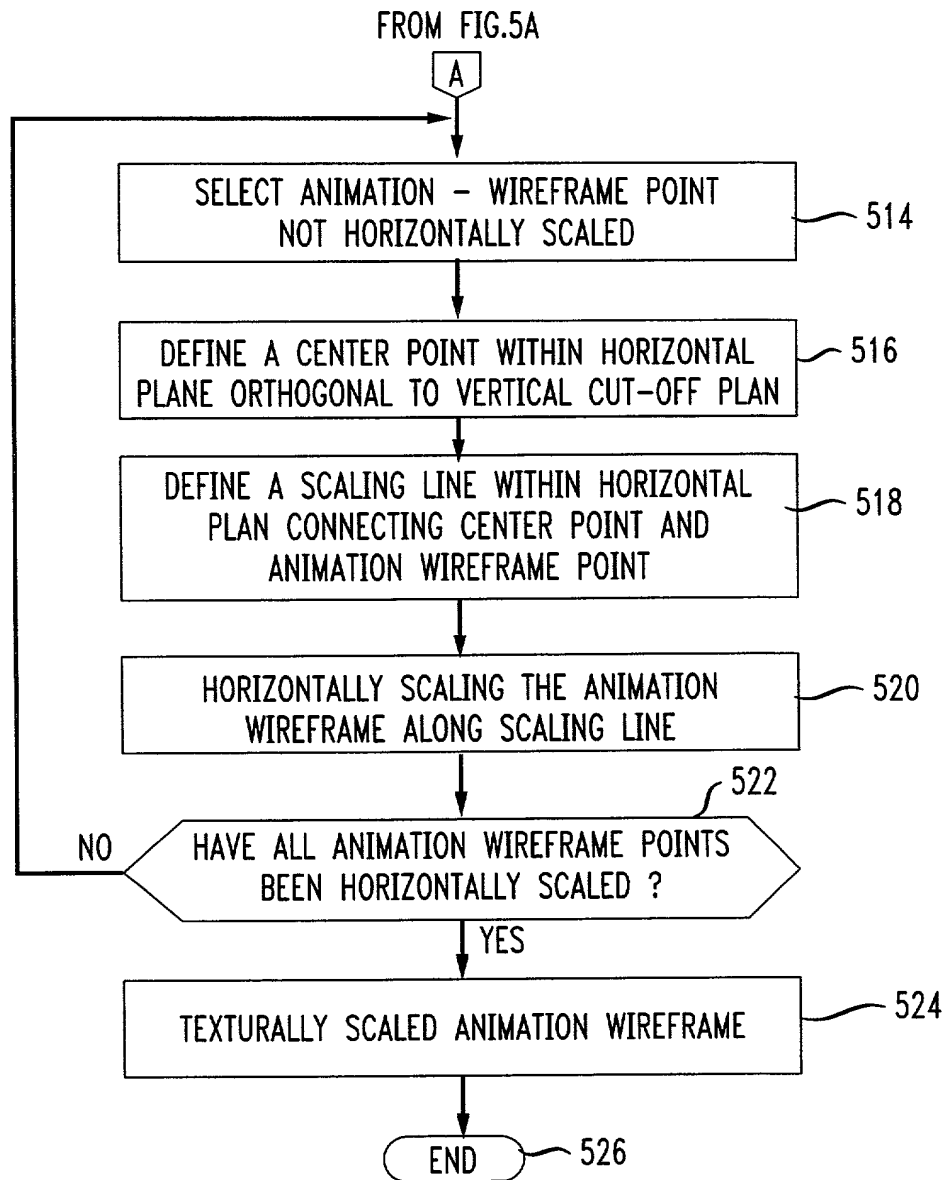 FROM FIG.5A
A
SELECT ANIMATION - WIREFRAME POINT
NOT HORIZONTALLY SCALED
514
DEFINE A CENTER POINT WITHIN HORIZONTAL
PLANE ORTHOGONAL TO VERTICAL CUT-OFF PLAN
516
DEFINE A SCALING LINE WITHIN HORIZONTAL
PLAN CONNECTING CENTER POINT AND
ANIMATION WIREFRAME POINT
518
HORIZONTALLY SCALING THE ANIMATION
WIREFRAME ALONG SCALING LINE
520
522
NO
HAVE ALL ANIMATION WIREFRAME POINTS
BEEN HORIZONTALLY SCALED ?
YES
TEXTURALLY SCALED ANIMATION WIREFRAME
524
END
526